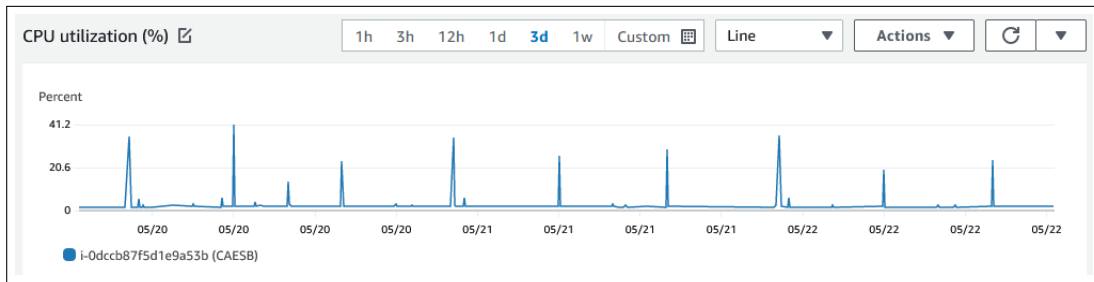 CPU utilization (%)
1h 3h 12h 1d 3d 1w Custom
Line
Actions
Percent
41.2
20.6
0
05/20 05/20 05/20 05/20 05/21 05/21 05/21 05/21 05/22 05/22 05/22 05/22
i-0dccb87f5d1e9a53b (CAESB)